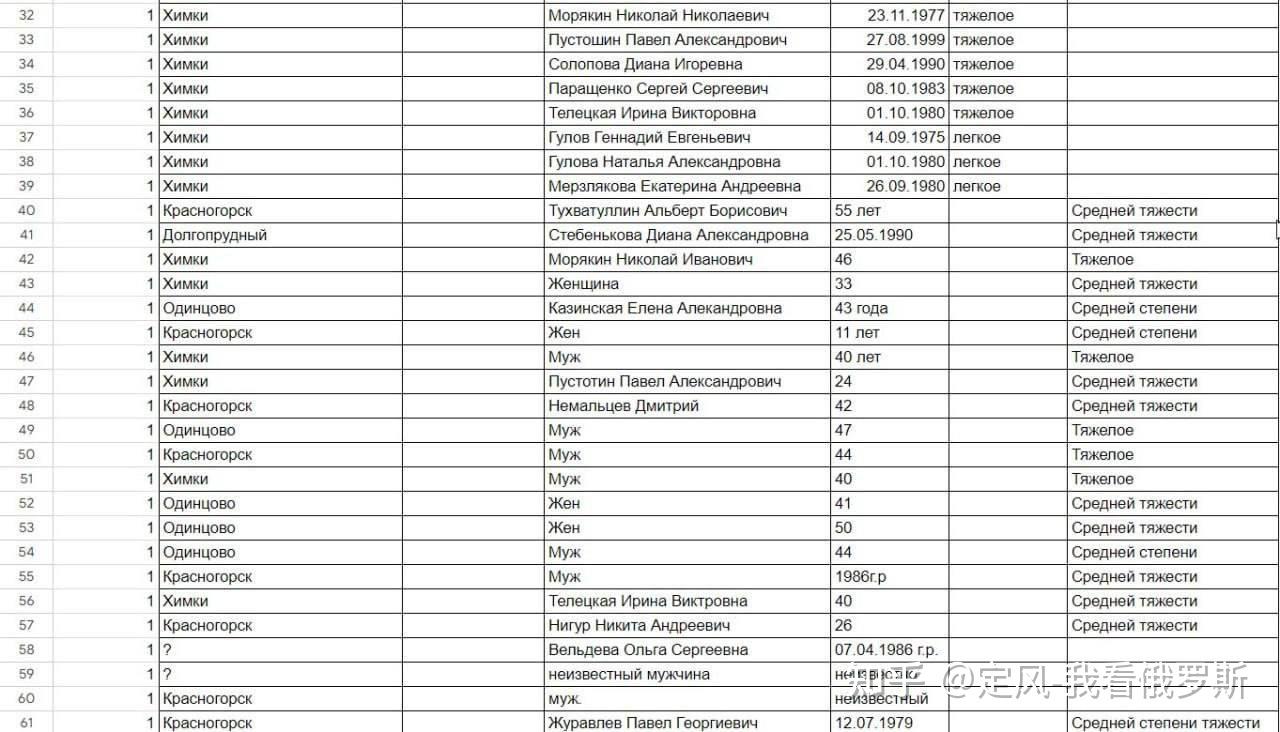 32 1 Химки Морякин Николай Николаевич 23.11.1977 тяжелое
33 1 Химки Пустошин Павел Александрович 27.08.1999 тяжелое
34 1 Химки Солопова Диана Игоревна 29.04.1990 тяжелое
35 1 Химки Паращенко Сергей Сергеевич 08.10.1983 тяжелое
36 1 Химки Телецкая Ирина Викторовна 01.10.1980 тяжелое
37 1 Химки Гулов Геннадий Евгеньевич 14.09.1975 легкое
38 1 Химки Гулова Наталья Александровна 01.10.1980 легкое
39 1 Химки Мерзлякова Екатерина Андреевна 26.09.1980 легкое
40 1 Красногорск Тухватуллин Альберт Борисович 55 лет Средней тяжести
41 1 Долгопрудный Стебенькова Диана Александровна 25.05.1990 Средней тяжести
42 1 Химки Морякин Николай Иванович 46 Тяжелое
43 1 Химки Женщина 33 Средней тяжести
44 1 Одинцово Казинская Елена Алекандровна 43 года Средней степени
45 1 Красногорск Жен 11 лет Средней степени
46 1 Химки Муж 40 лет Тяжелое
47 1 Химки Пустотин Павел Александрович 24 Средней тяжести
48 1 Красногорск Немальцев Дмитрий 42 Средней тяжести
49 1 Одинцово Муж 47 Тяжелое
50 1 Красногорск Муж 44 Тяжелое
51 1 Химки Муж 40 Тяжелое
52 1 Одинцово Жен 41 Средней тяжести
53 1 Одинцово Жен 50 Средней тяжести
54 1 Одинцово Муж 44 Средней степени
55 1 Красногорск Муж 1986г.р Средней тяжести
56 1 Химки Телецкая Ирина Виктровна 40 Средней тяжести
57 1 Красногорск Нигур Никита Андреевич 26 Средней тяжести
58 1 ? Вельдева Ольга Сергеевна 07.04.1986 г.р.
59 1 ? неизвестный мужчина неизвестно
知乎 @定风-我看俄罗斯
60 1 Красногорск муж. неизвестный
61 1 Красногорск Журавлев Павел Георгиевич 12.07.1979 Средней степени тяжести